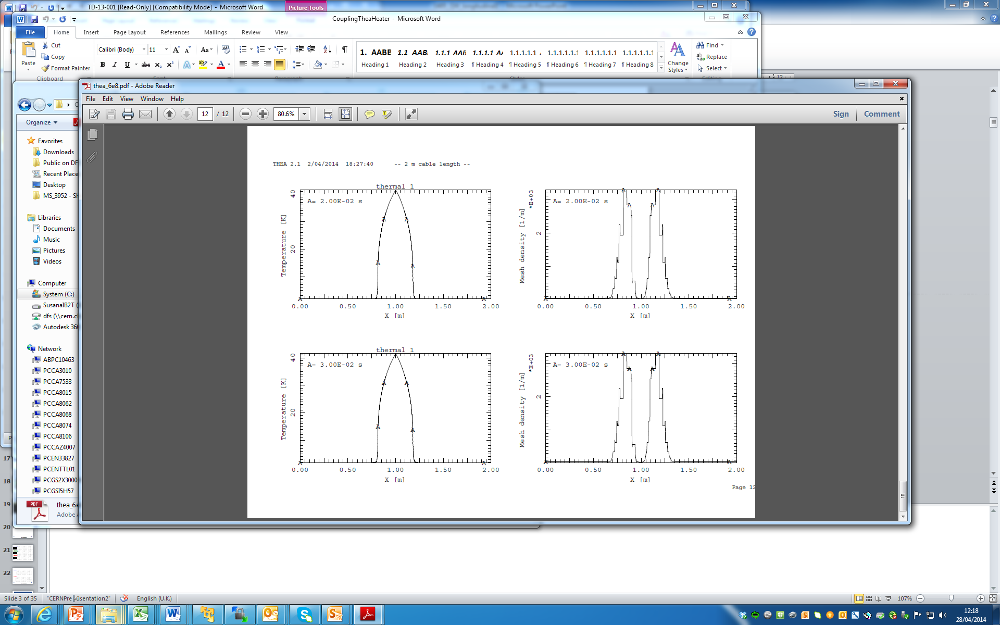 TD-13-001 [Read-Only] [Compatibility Mode] - Microsoft Word
Picture Tools
CouplingTheaHeater - Microsoft Word
File Home Insert Page Layout References Mailings Review View
Paste
Cut
Copy
Format Painter
Clipboard
Calibri (Body) 11
1. AABB 1.1 AAB 1.1.1 AAB 1.1.1.1 AA 1.1.1.1.1 1.1.1.1.1.1 1.1.1.1.1.1 1.1.1.1.1.1
Heading 1 Heading 2 Heading 3 ¶ Heading 4 ¶ Heading 5 ¶ Heading 6 ¶ Heading 7 ¶ Heading 8
Change Styles
Find
Replace
Select
thea_6e8.pdf - Adobe Reader
File Edit View Window Help
12 / 12 80.6%
Sign Comment
Organize
Favorites
Downloads
Public on DF
Recent Place
Desktop
MS_3952 - Sh
Libraries
Documents
Music
Pictures
Videos
Computer
System (C:)
SusanaIB2T (
dfs (\\cern.cl
Autodesk 360
Network
ABPC10463
PCCA3010
PCCA7533
PCCA8015
PCCA8062
PCCA8068
PCCA8074
PCCA8106
PCCAZ4007
PCEN33827
PCENTTL01
PCGS2X3000
PCGSI5H57
PDF thea_6e
Adobe A
THEA 2.1 2/04/2014 18:27:40 -- 2 m cable length --
thermal 1
A= 2.00E-02 s
Temperature [K]
40
20
0.00 0.50 1.00 1.50 2.00
X [m]
A= 2.00E-02 s
Mesh density [1/m]
*E+03
2
0.00 0.50 1.00 1.50 2.00
X [m]
thermal 1
A= 3.00E-02 s
Temperature [K]
40
20
0.00 0.50 1.00 1.50 2.00
X [m]
A= 3.00E-02 s
Mesh density [1/m]
*E+03
2
0.00 0.50 1.00 1.50 2.00
X [m]
Page 12
17
18
19
20
21
22
Slide 3 of 35 English (U.K.) 107%
12:18
28/04/2014